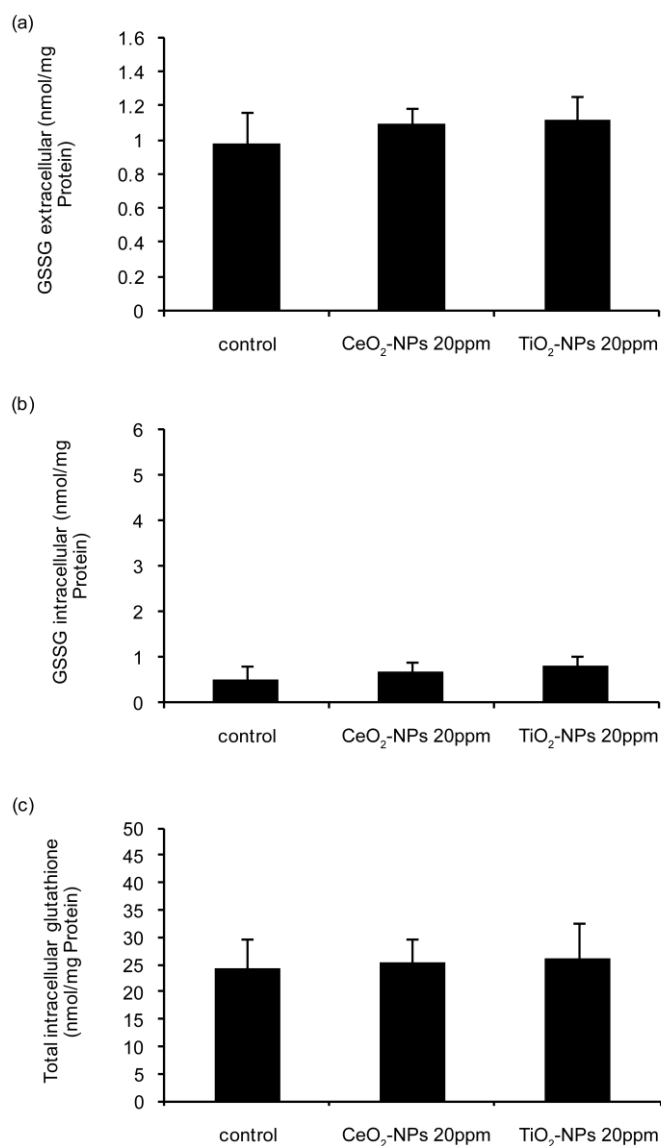 (a)
GSSG extracellular (nmol/mg
Protein)
1.6
1.4
1.2
1
0.8
0.6
0.4
0.2
0
control
CeO₂-NPs 20ppm
TiO₂-NPs 20ppm
(b)
GSSG intracellular (nmol/mg
Protein)
6
5
4
3
2
1
0
control
CeO₂-NPs 20ppm
TiO₂-NPs 20ppm
(c)
Total intracellular glutathione
(nmol/mg Protein)
50
45
40
35
30
25
20
15
10
5
0
control
CeO₂-NPs 20ppm
TiO₂-NPs 20ppm